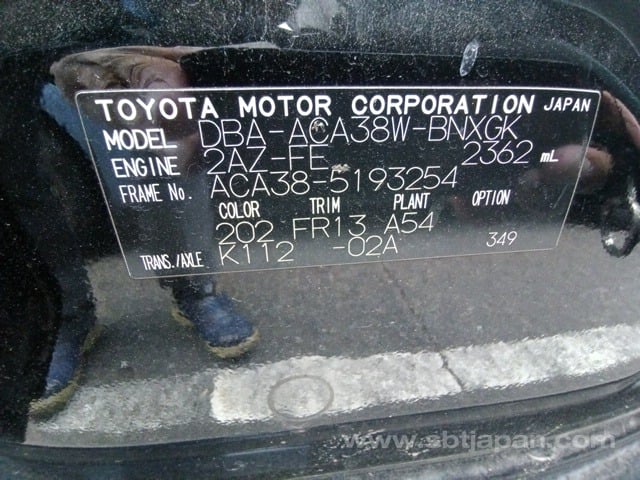 TOYOTA MOTOR CORPORATION JAPAN
MODEL DBA-ACA38W-BNXGK
ENGINE 2AZ-FE 2362 mL
FRAME No. ACA38-5193254
COLOR TRIM PLANT OPTION
202 FR13 A54
TRANS./AXLE K112 -02A 349
www.sbtjapan.com